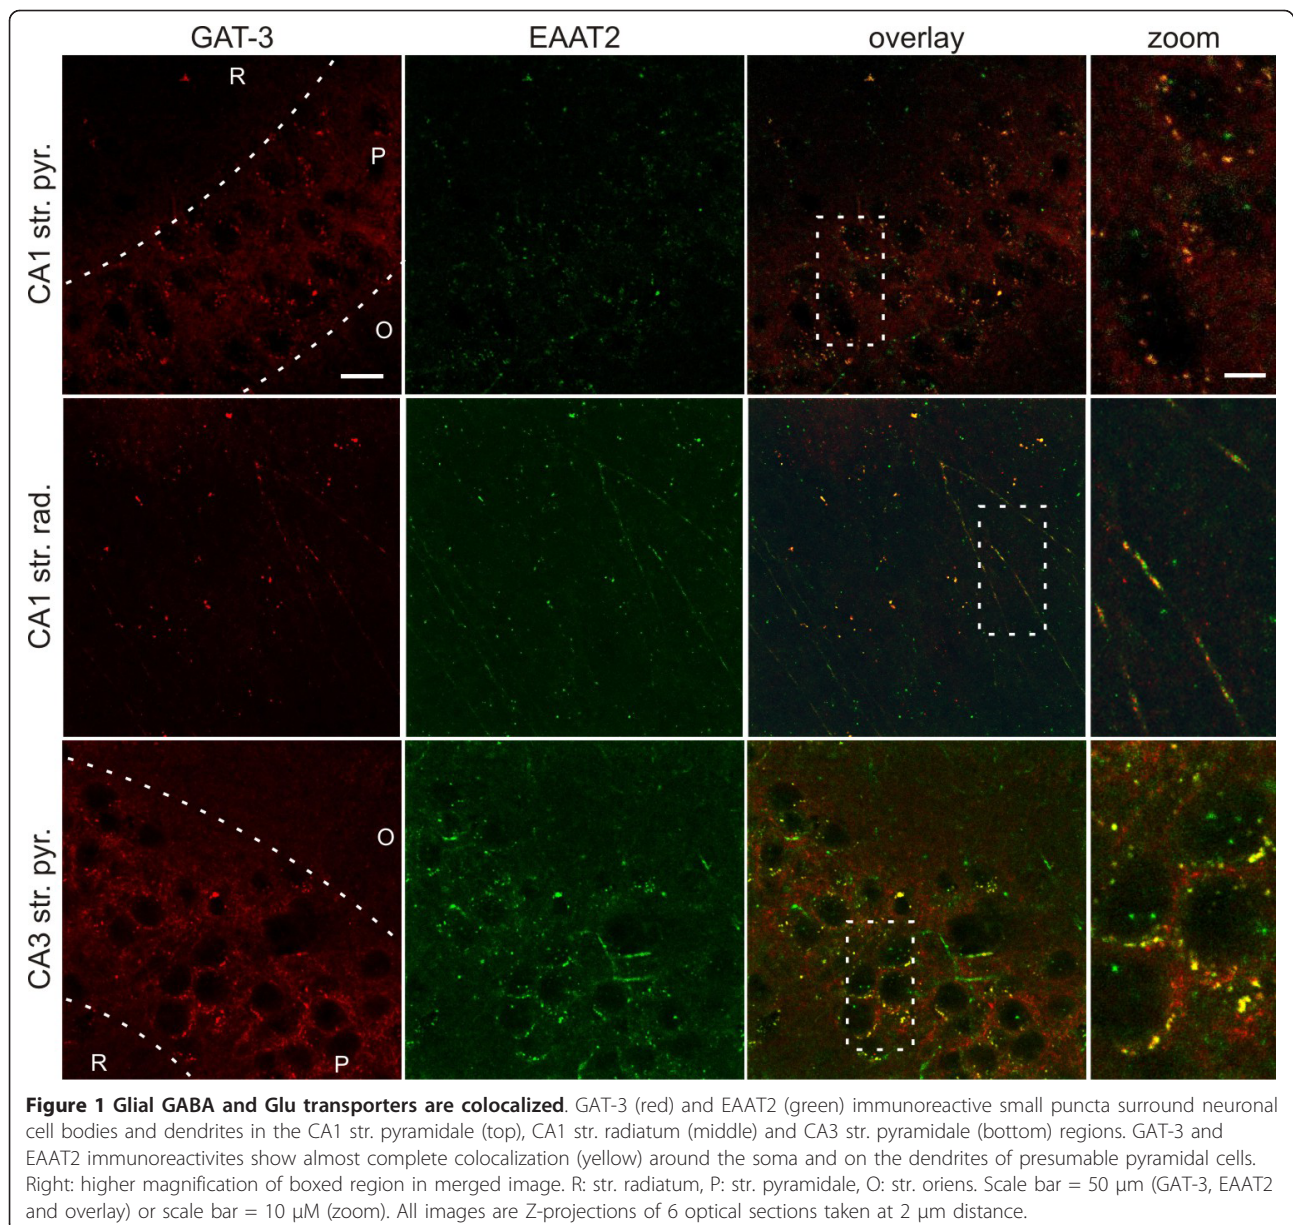 GAT-3 EAAT2 overlay zoom
CA1 str. pyr.
R
P
O
CA1 str. rad.
CA3 str. pyr.
O
R
P
Figure 1 Glial GABA and Glu transporters are colocalized. GAT-3 (red) and EAAT2 (green) immunoreactive small puncta surround neuronal
cell bodies and dendrites in the CA1 str. pyramidale (top), CA1 str. radiatum (middle) and CA3 str. pyramidale (bottom) regions. GAT-3 and
EAAT2 immunoreactivites show almost complete colocalization (yellow) around the soma and on the dendrites of presumable pyramidal cells.
Right: higher magnification of boxed region in merged image. R: str. radiatum, P: str. pyramidale, O: str. oriens. Scale bar = 50 μm (GAT-3, EAAT2
and overlay) or scale bar = 10 μM (zoom). All images are Z-projections of 6 optical sections taken at 2 μm distance.